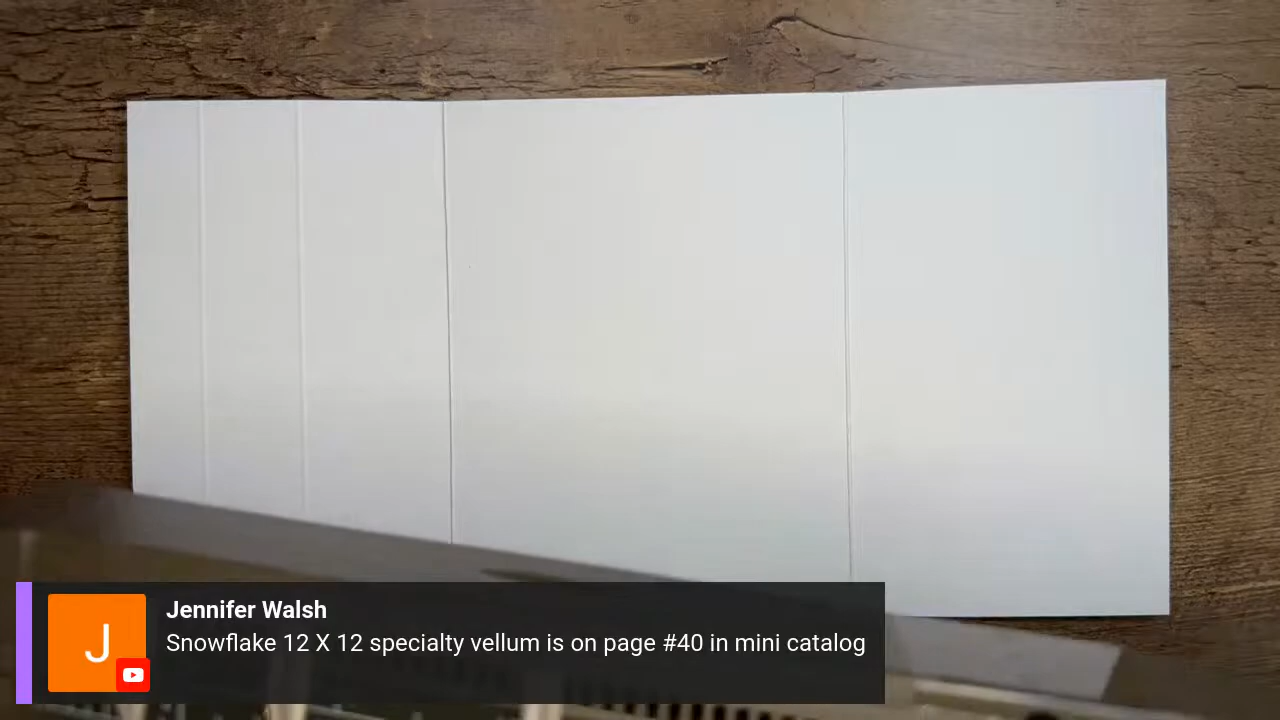 Jennifer Walsh
Snowflake 12 X 12 specialty vellum is on page #40 in mini catalog
J